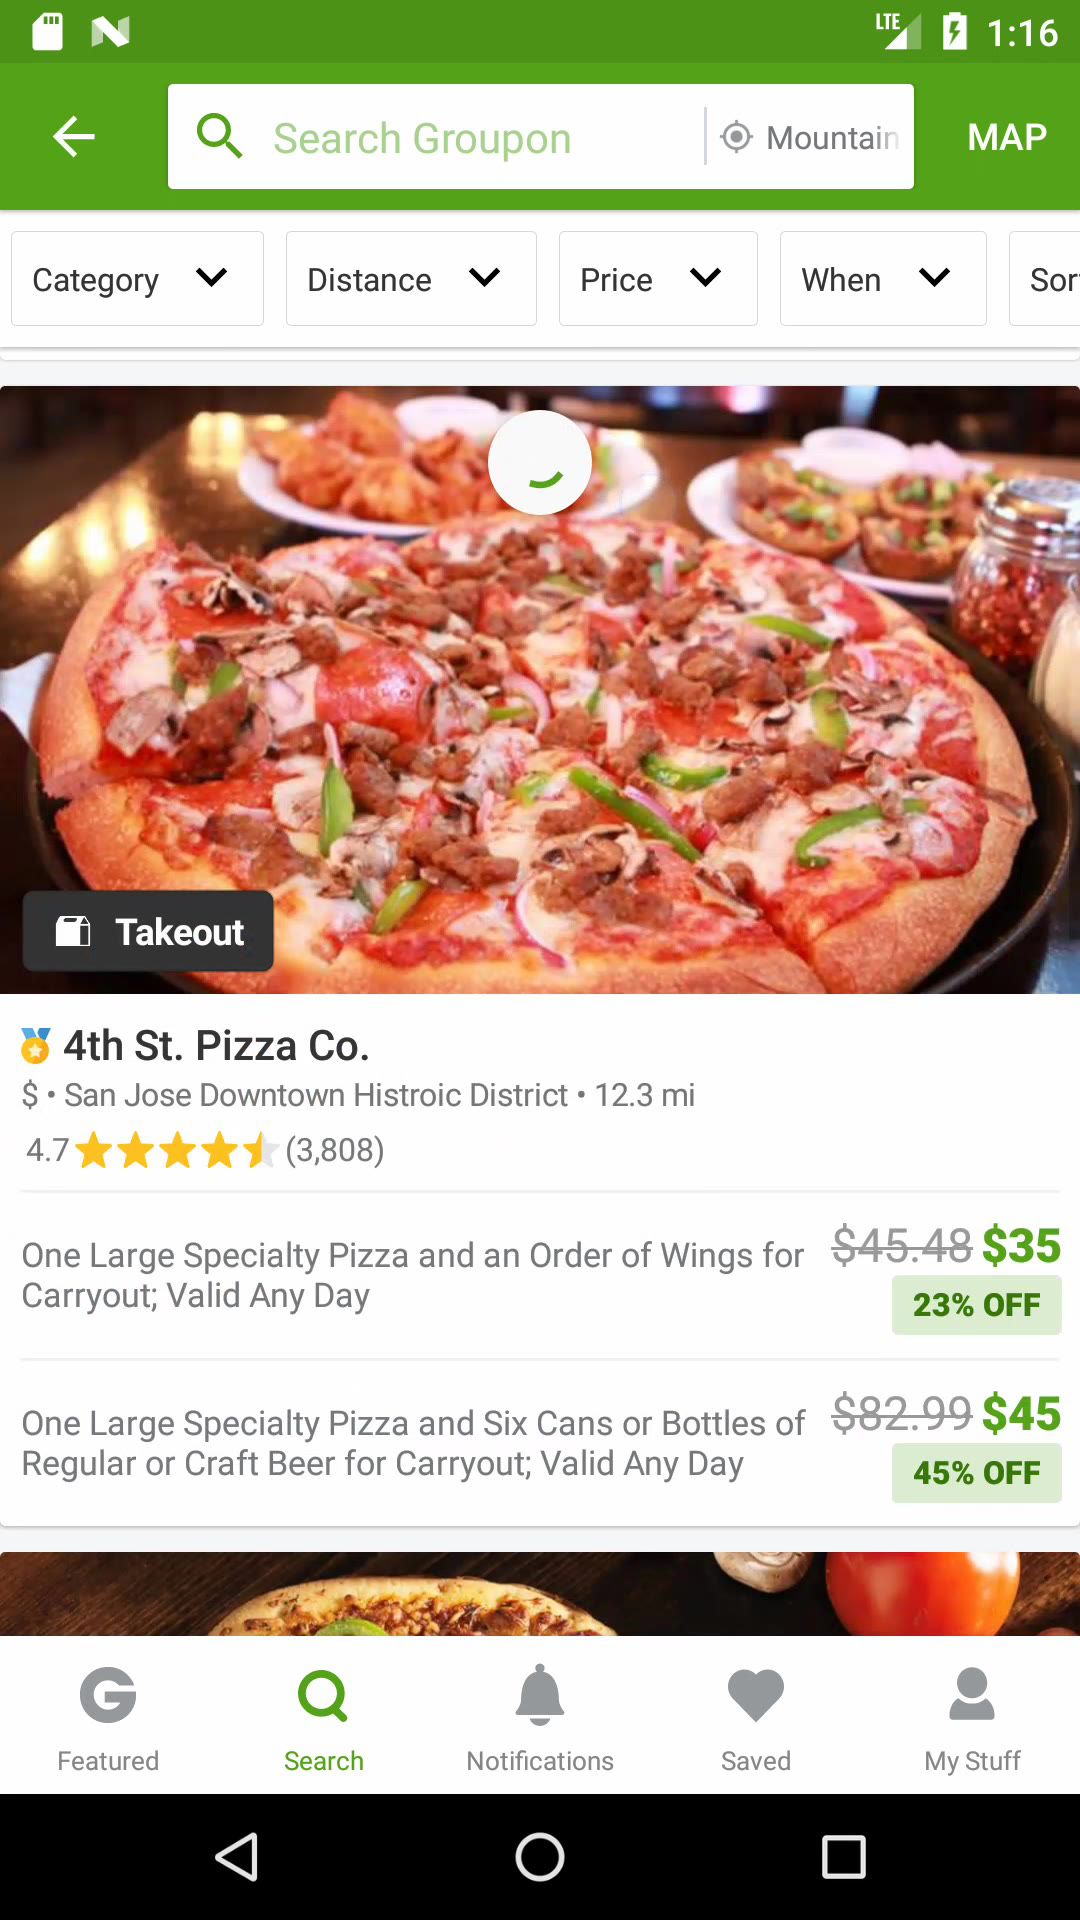 LTE 1:16
Search Groupon Mountain MAP
Category Distance Price When Sor
Takeout
4th St. Pizza Co.
$ • San Jose Downtown Histroic District • 12.3 mi
4.7 (3,808)
One Large Specialty Pizza and an Order of Wings for Carryout; Valid Any Day
$45.48 $35
23% OFF
One Large Specialty Pizza and Six Cans or Bottles of Regular or Craft Beer for Carryout; Valid Any Day
$82.99 $45
45% OFF
Featured Search Notifications Saved My Stuff